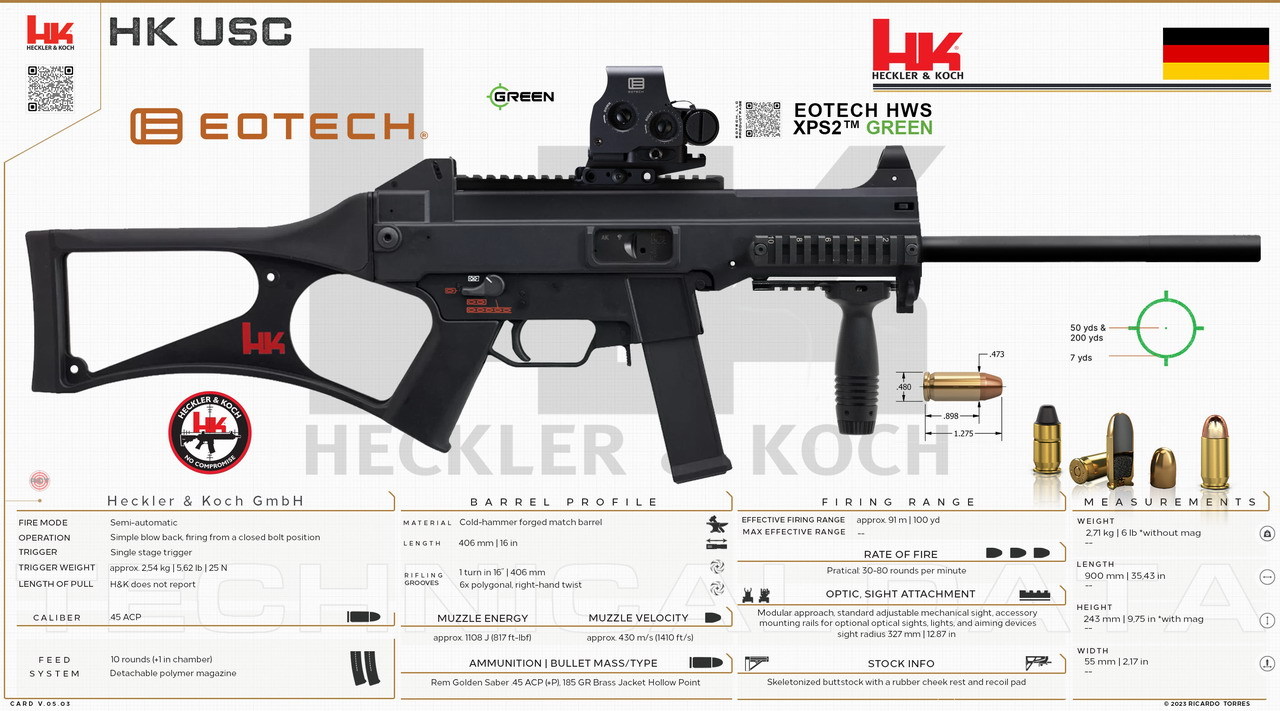 HK
HECKLER & KOCH
HK USC
EOTECH®
GREEN
EOTECH
EOTECH HWS
XPS2™ GREEN
HK
HECKLER & KOCH
10 8 6 4 2
HK
HECKLER & KOCH
HK
NO COMPROMISE
HECKLER & KOCH
50 yds &
200 yds
7 yds
.473
.480
.898
1.275
TECHNICAL DATA
Heckler & Koch GmbH
FIRE MODE Semi-automatic
OPERATION Simple blow back, firing from a closed bolt position
TRIGGER Single stage trigger
TRIGGER WEIGHT approx. 2,54 kg | 5,62 lb | 25 N
LENGTH OF PULL H&K does not report
CALIBER 45 ACP
FEED SYSTEM
10 rounds (+1 in chamber)
Detachable polymer magazine
BARREL PROFILE
MATERIAL Cold-hammer forged match barrel
LENGTH 406 mm | 16 in
RIFLING GROOVES
1 turn in 16" | 406 mm
6x polygonal, right-hand twist
MUZZLE ENERGY
approx. 1108 J (817 ft-lbf)
MUZZLE VELOCITY
approx. 430 m/s (1410 ft/s)
AMMUNITION | BULLET MASS/TYPE
Rem Golden Saber .45 ACP (+P), 185 GR Brass Jacket Hollow Point
FIRING RANGE
EFFECTIVE FIRING RANGE approx. 91 m | 100 yd
MAX EFFECTIVE RANGE --
RATE OF FIRE
Pratical: 30-80 rounds per minute
OPTIC, SIGHT ATTACHMENT
Modular approach, standard adjustable mechanical sight, accessory
mounting rails for optional optical sights, lights, and aiming devices
sight radius 327 mm | 12.87 in
STOCK INFO
Skeletonized buttstock with a rubber cheek rest and recoil pad
MEASUREMENTS
WEIGHT
2,71 kg | 6 lb *without mag
--
LENGTH
900 mm | 35,43 in
--
HEIGHT
243 mm | 9,75 in *with mag
--
WIDTH
55 mm | 2,17 in
--
CARD V.05.03
© 2023 RICARDO TORRES